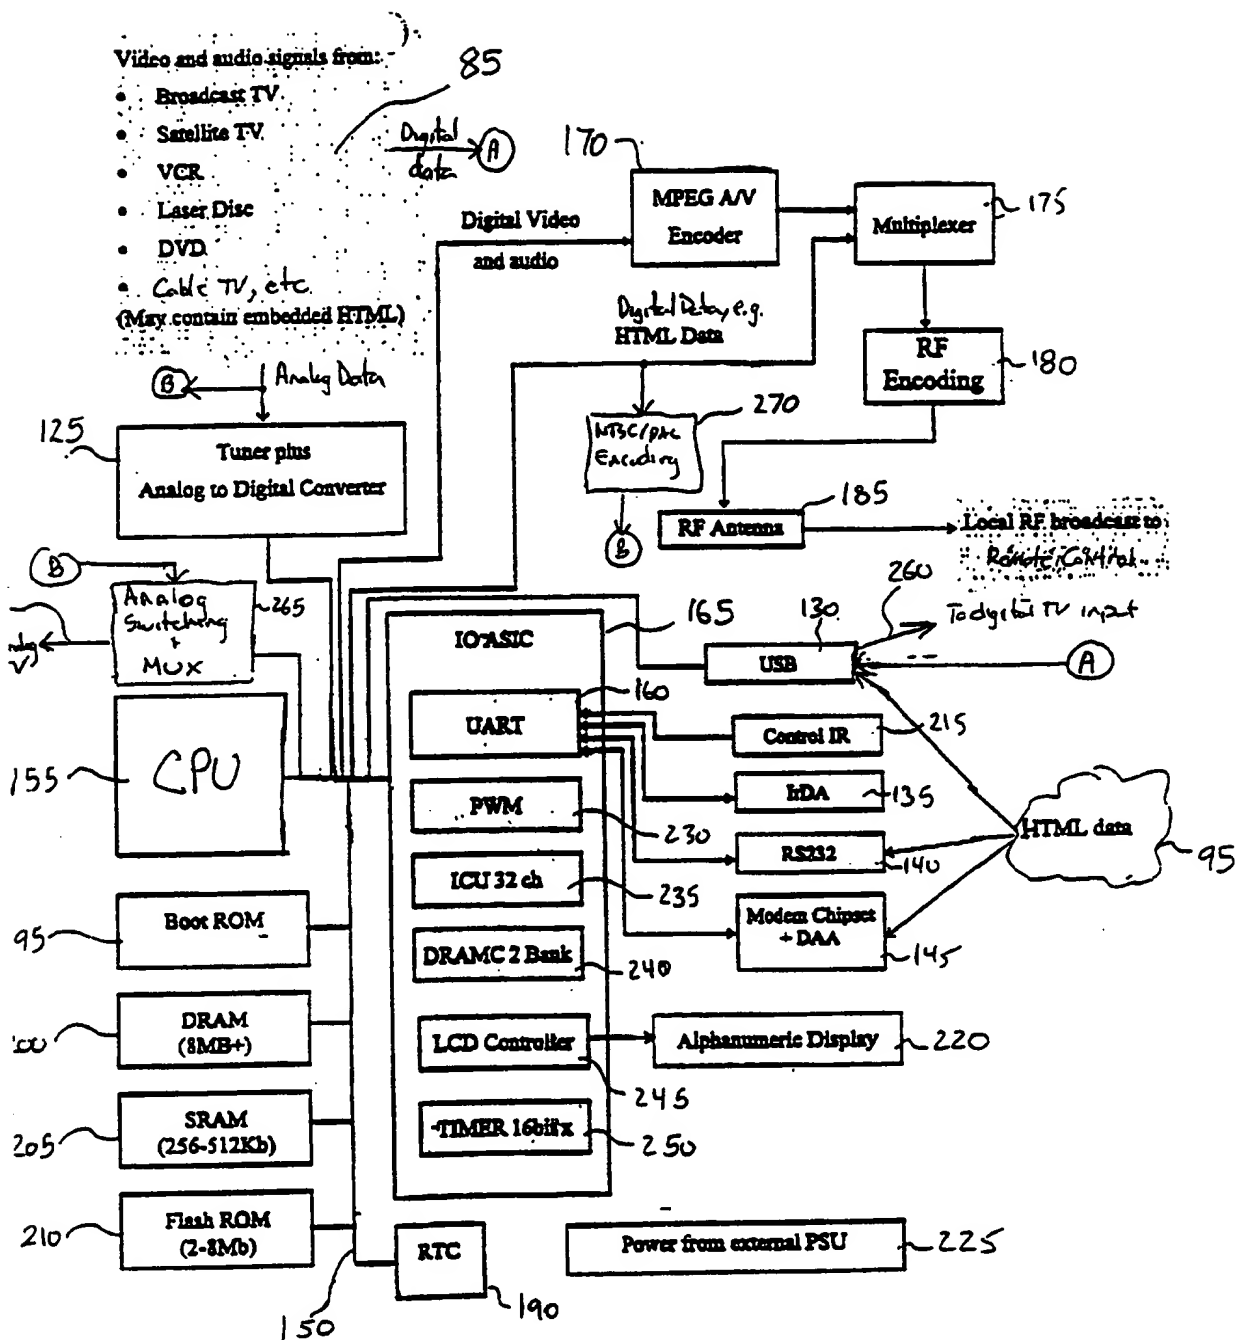 Video and audio signals from:
• Broadcast TV
• Satellite TV
• VCR
• Laser Disc
• DVD
• Cable TV, etc
(May contain embedded HTML)
85
Digital
data
A
170
MPEG A/V
Encoder
Multiplexer
175
Digital Video
and audio
Digital Data, e.g.
HTML Data
RF
Encoding
180
B
Analog Data
125
Tuner plus
Analog to Digital Converter
270
Encoding
B
185
RF Antenna
Local RF broadcast to
Remote Control
B
Analog
Switching
+
MUX
265
165
IO ASIC
130
USB
260
To digital TV input
A
160
UART
Control IR
215
155
CPU
IrDA
135
PWM
230
RS232
140
HTML data
95
ICU 32 ch
235
Modem Chipset
+ DAA
145
95
Boot ROM
DRAMC 2 Bank
240
DRAM
(8MB+)
LCD Controller
245
Alphanumeric Display
220
205
SRAM
(256-512Kb)
TIMER 16bit x
250
210
Flash ROM
(2-8Mb)
RTC
190
Power from external PSU
225
150